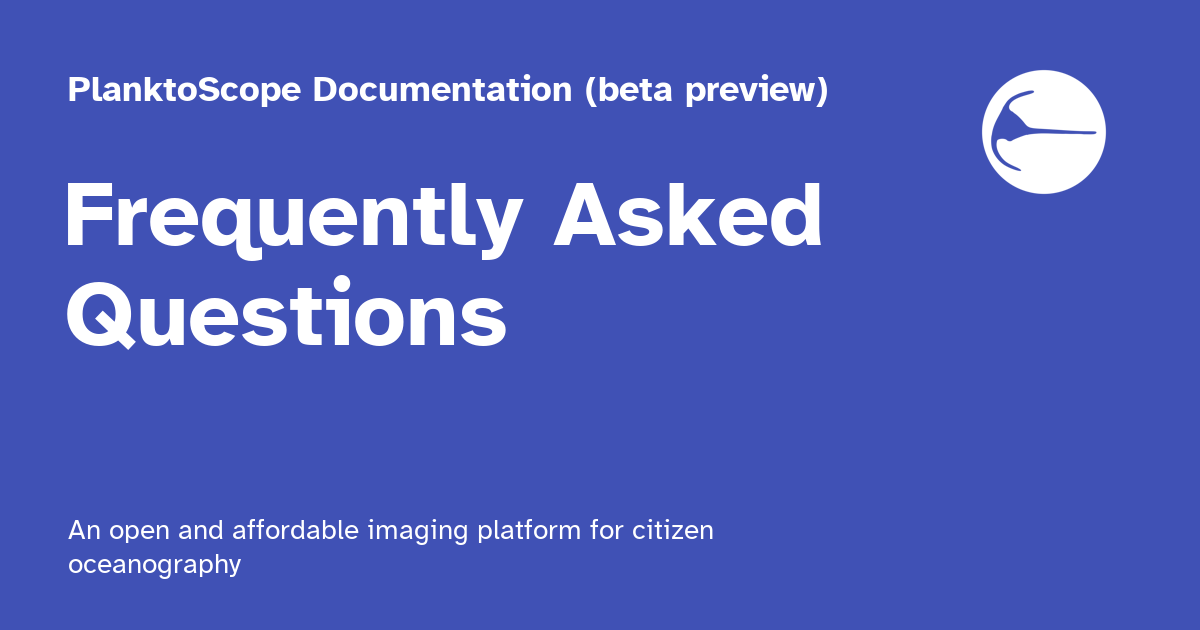 PlanktoScope Documentation (beta preview)
Frequently Asked
Questions
An open and affordable imaging platform for citizen
oceanography